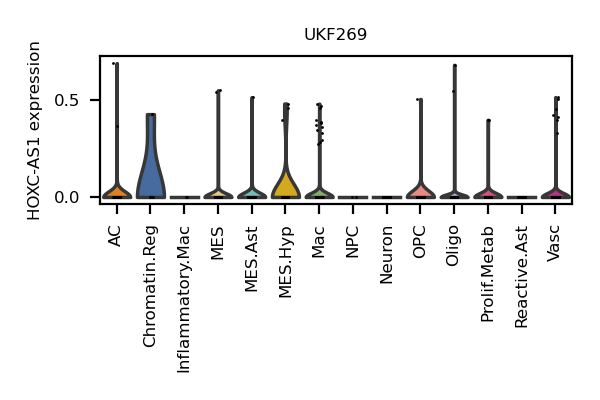 UKF269
HOXC-AS1 expression
0.5
0.0
AC
Chromatin.Reg
Inflammatory.Mac
MES
MES.Ast
MES.Hyp
Mac
NPC
Neuron
OPC
Oligo
Prolif.Metab
Reactive.Ast
Vasc